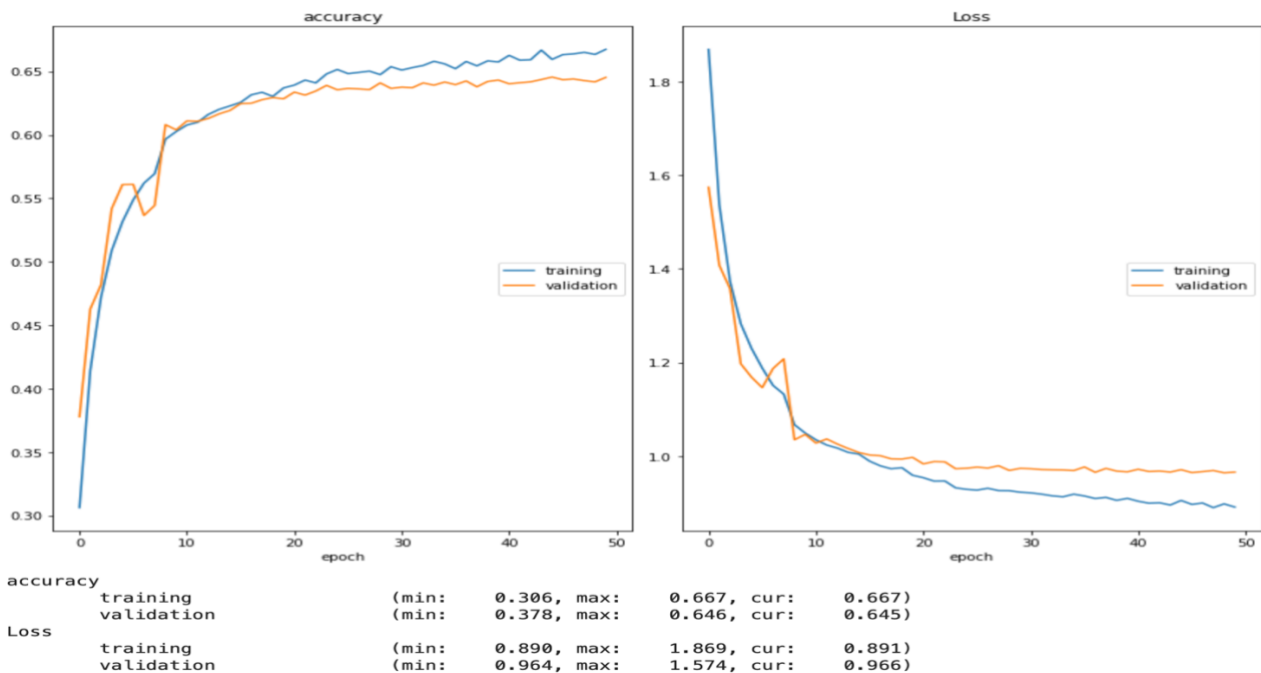 accuracy
0.65
0.60
0.55
0.50
0.45
0.40
0.35
0.30
training
validation
0 10 20 30 40 50
epoch
Loss
1.8
1.6
1.4
1.2
1.0
training
validation
0 10 20 30 40 50
epoch
accuracy
training (min: 0.306, max: 0.667, cur: 0.667)
validation (min: 0.378, max: 0.646, cur: 0.645)
Loss
training (min: 0.890, max: 1.869, cur: 0.891)
validation (min: 0.964, max: 1.574, cur: 0.966)